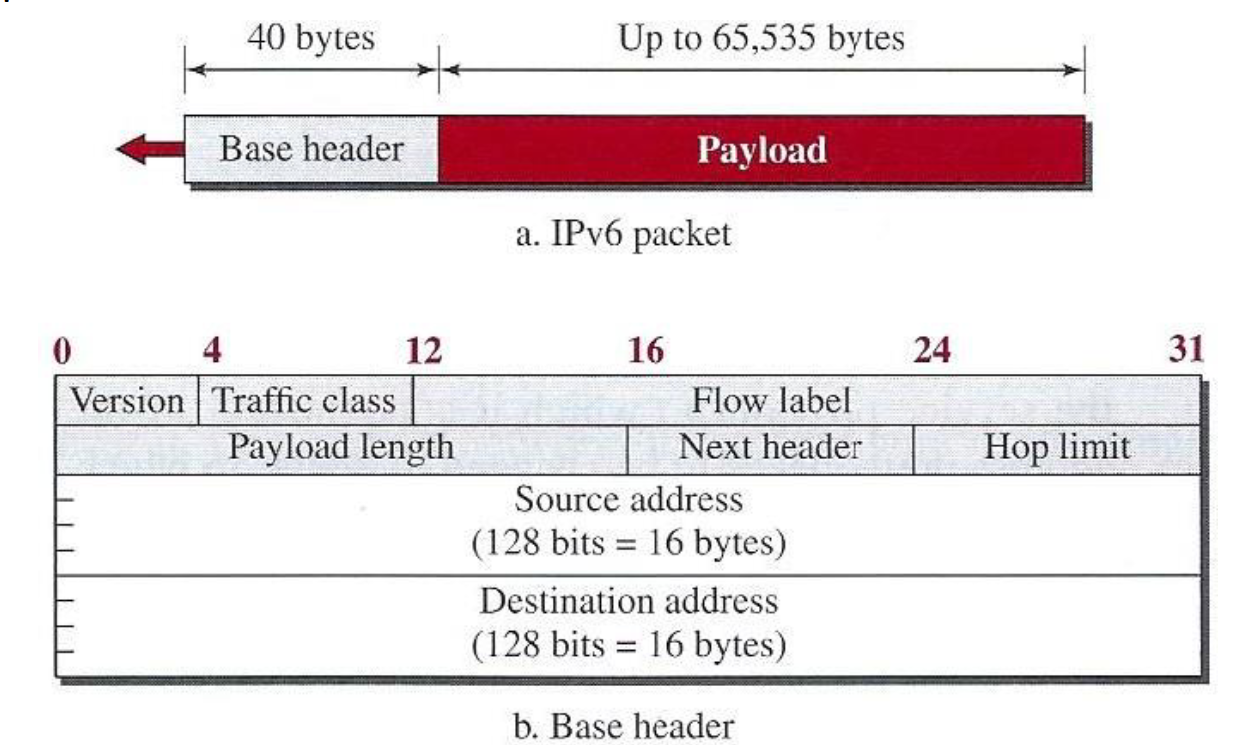 40 bytes Up to 65,535 bytes
Base header Payload
a. IPv6 packet
0 4 12 16 24 31
Version Traffic class Flow label
Payload length Next header Hop limit
Source address
(128 bits = 16 bytes)
Destination address
(128 bits = 16 bytes)
b. Base header